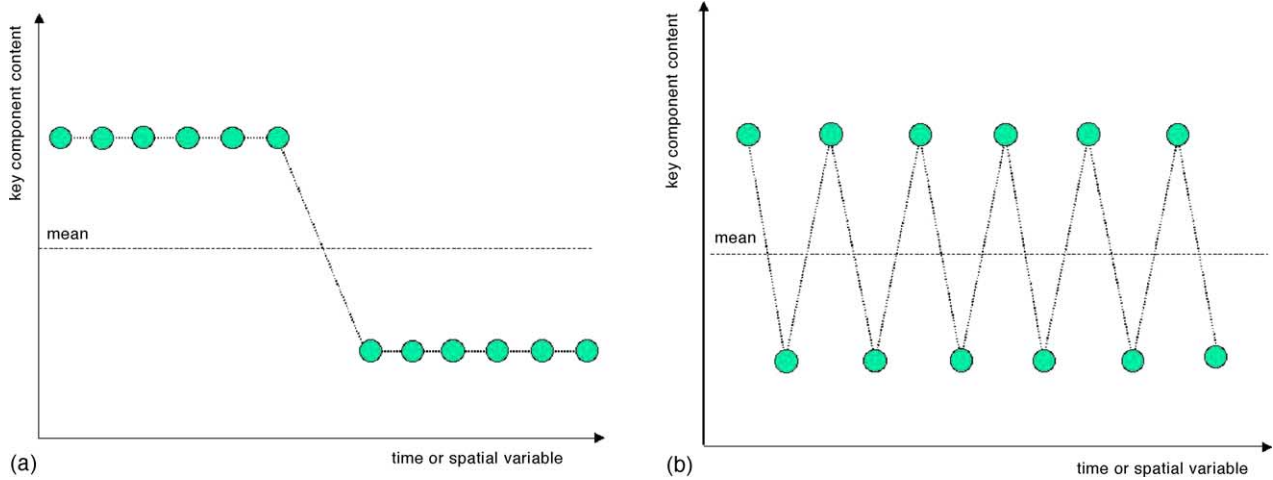 key component content
mean
time or spatial variable
(a)
key component content
mean
time or spatial variable
(b)